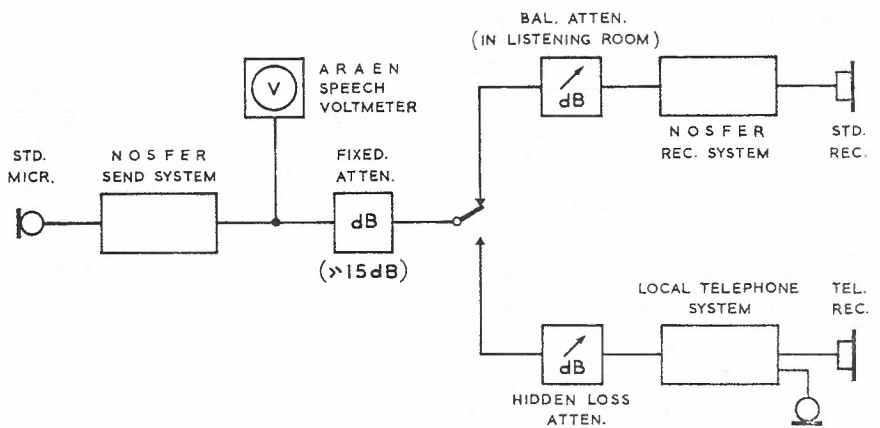 BAL. ATTEN.
(IN LISTENING ROOM)
dB
NOSFER
REC. SYSTEM
STD.
REC.
ARAEN
SPEECH
VOLTMETER
V
STD.
MICR.
NOSFER
SEND SYSTEM
FIXED.
ATTEN.
dB
(≫15dB)
LOCAL TELEPHONE
SYSTEM
TEL.
REC.
dB
HIDDEN LOSS
ATTEN.